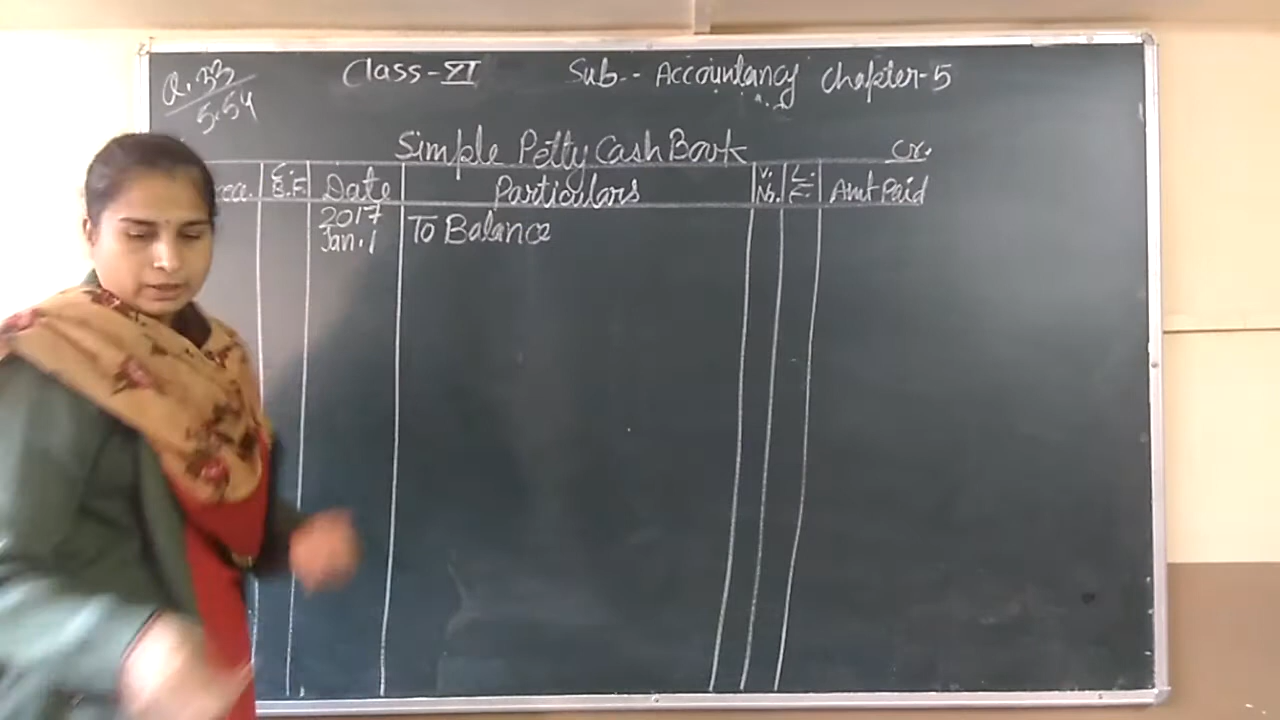 Q.33
5.54
Class-XI Sub-- Accountancy Chapter-5
Simple Petty Cash Book Cr.
C.B.F. Date Particulars V.No. L.F. Amt Paid
2017
Jan.1 To Balance